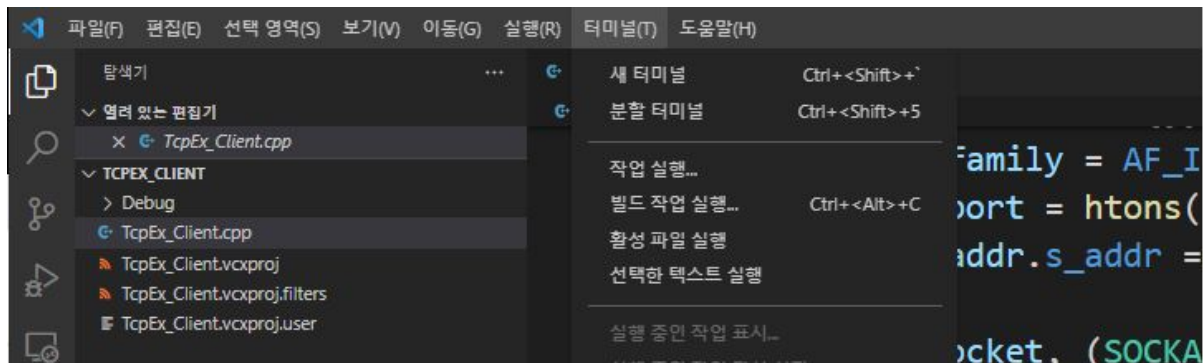 파일(F) 편집(E) 선택 영역(S) 보기(V) 이동(G) 실행(R) 터미널(T) 도움말(H)
탐색기 ···
열려 있는 편집기
TcpEx_Client.cpp
TCPEX_CLIENT
Debug
TcpEx_Client.cpp
TcpEx_Client.vcxproj
TcpEx_Client.vcxproj.filters
TcpEx_Client.vcxproj.user
새 터미널 Ctrl+<Shift>+`
분할 터미널 Ctrl+<Shift>+5
작업 실행...
빌드 작업 실행... Ctrl+<Alt>+C
활성 파일 실행
선택한 텍스트 실행
실행 중인 작업 표시...
family = AF_I
port = htons(
addr.s_addr =
ocket, (SOCKA